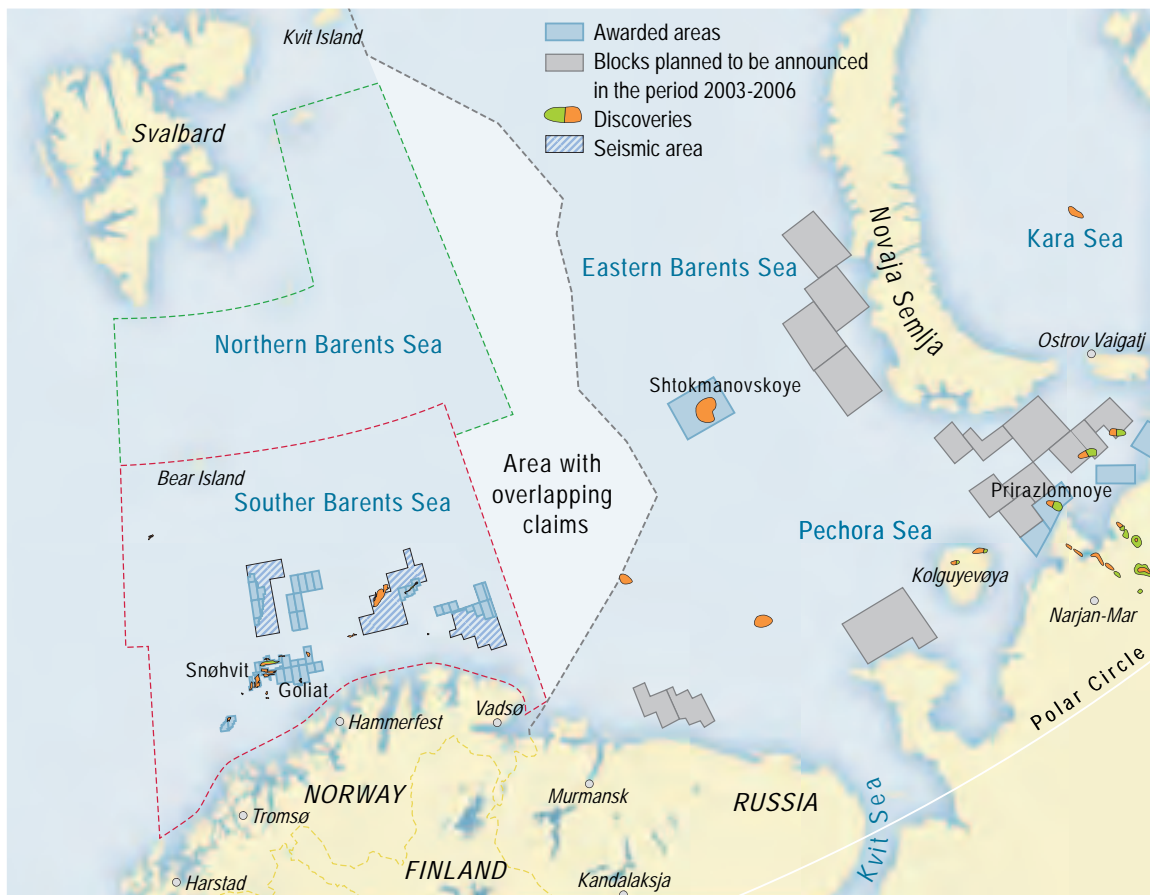 Kvit Island
Awarded areas
Blocks planned to be announced
in the period 2003-2006
Discoveries
Seismic area
Svalbard
Novaja Semlja
Kara Sea
Eastern Barents Sea
Northern Barents Sea
Ostrov Vaigatj
Shtokmanovskoye
Bear Island
Area with
overlapping
claims
Souther Barents Sea
Prirazlomnoye
Pechora Sea
Kolguyevøya
Narjan-Mar
Snøhvit
Goliat
Polar Circle
Hammerfest
Vadsø
NORWAY
Murmansk
RUSSIA
Kvit Sea
Tromsø
FINLAND
Harstad
Kandalaksja